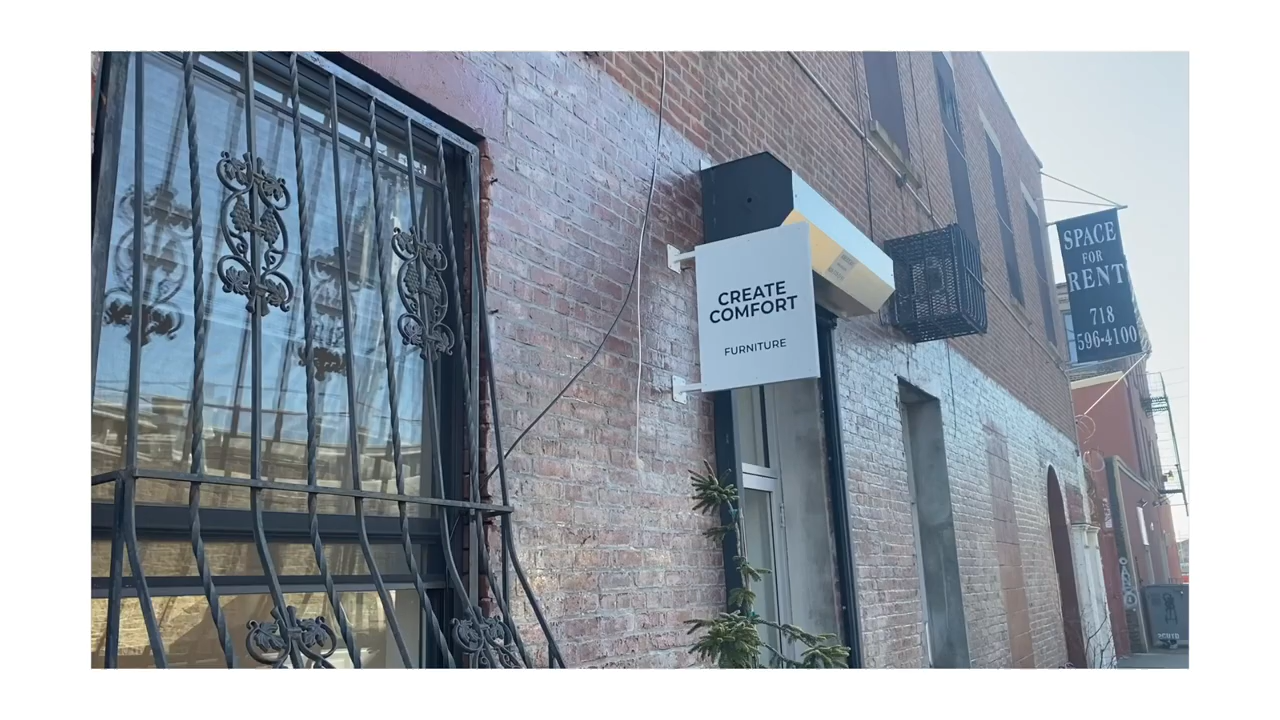 CREATE
COMFORT
FURNITURE
SPACE
FOR
RENT
718
596-4100